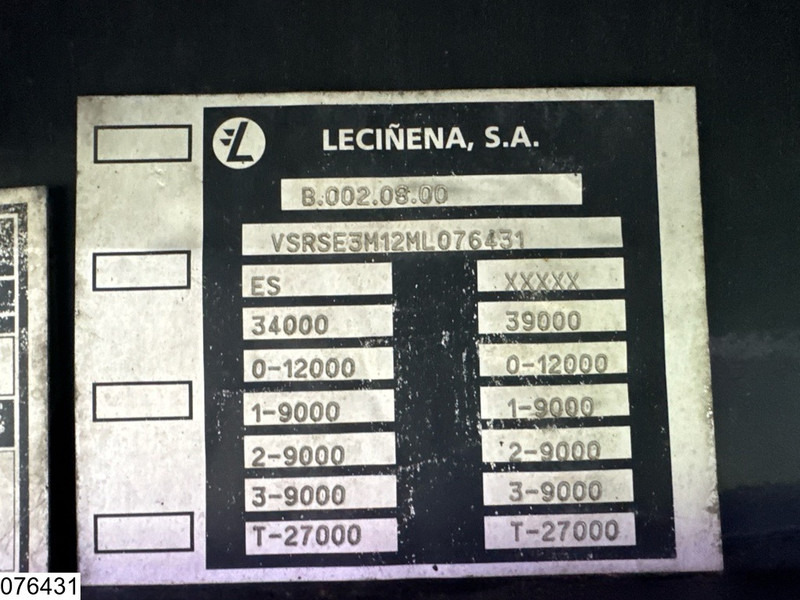 LECIÑENA, S.A.
B.002.08.00
VSRSE3M12ML076431
ES XXXXX
34000 39000
0-12000 0-12000
1-9000 1-9000
2-9000 2-9000
3-9000 3-9000
T-27000 T-27000
076431